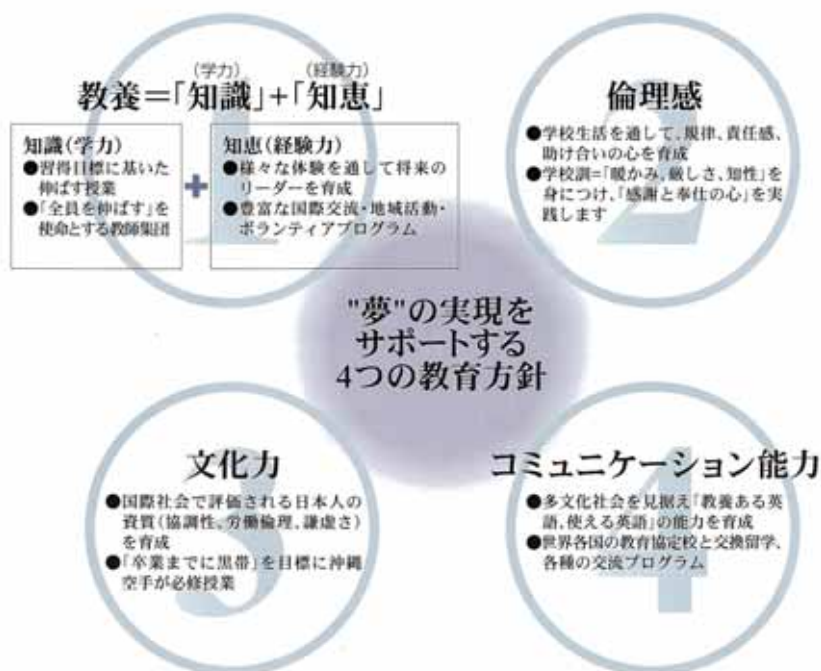 1
(学力) (経験力)
教養=「知識」+「知恵」
知識(学力)
●習得目標に基いた
伸ばす授業
●「全員を伸ばす」を
使命とする教師集団
+
知恵(経験力)
●様々な体験を通して将来の
リーダーを育成
●豊富な国際交流・地域活動・
ボランティアプログラム
2
倫理感
●学校生活を通して、規律、責任感、
助け合いの心を育成
●学校訓=「暖かみ、厳しさ、知性」を
身につけ、「感謝と奉仕の心」を実
践します
"夢"の実現を
サポートする
4つの教育方針
3
文化力
●国際社会で評価される日本人の
資質(協調性、労働倫理、謙虚さ)
を育成
●「卒業までに黒帯」を目標に沖縄
空手が必修授業
4
コミュニケーション能力
●多文化社会を見据え「教養ある英
語、使える英語」の能力を育成
●世界各国の教育協定校と交換留学、
各種の交流プログラム